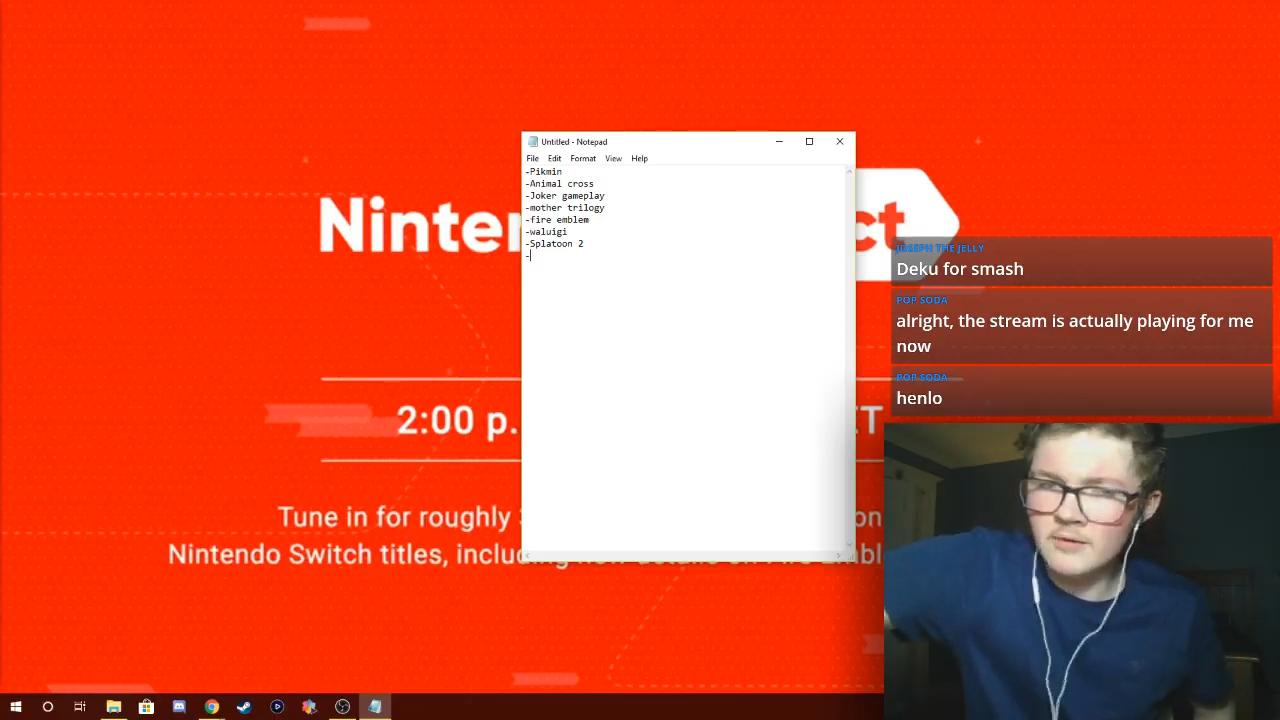 Untitled - Notepad
File Edit Format View Help
-Pikmin
-Animal cross
-Joker gameplay
-mother trilogy
-fire emblem
-waluigi
-Splatoon 2
-
Ninten ct
2:00 p. ET
Tune in for roughly
Nintendo Switch titles, including
JOSEPH THE JELLY
Deku for smash
POP SODA
alright, the stream is actually playing for me
now
POP SODA
henlo